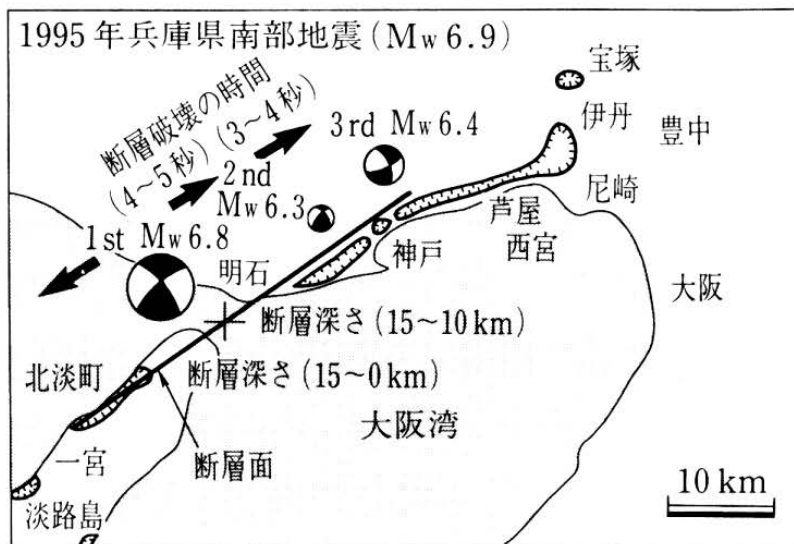 1995年兵庫県南部地震(Mw 6.9)
宝塚
伊丹
豊中
尼崎
断層破壊の時間
(4～5秒)(3～4秒)
3rd Mw 6.4
2nd
Mw 6.3
1st Mw 6.8
芦屋
西宮
神戸
明石
大阪
断層深さ(15～10km)
北淡町
断層深さ(15～0km)
大阪湾
一宮
断層面
10 km
淡路島